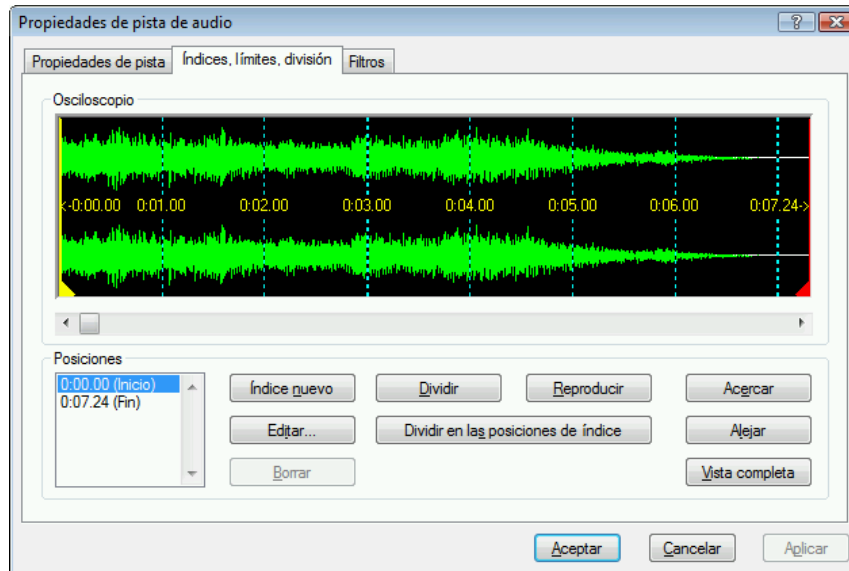 Propiedades de pista de audio
Propiedades de pista
Índices, límites, división
Filtros
Osciloscopio
<-0:00.00 0:01.00 0:02.00 0:03.00 0:04.00 0:05.00 0:06.00 0:07.24->
Posiciones
0:00.00 (Inicio)
0:07.24 (Fin)
Índice nuevo
Dividir
Reproducir
Acercar
Editar...
Dividir en las posiciones de índice
Alejar
Borrar
Vista completa
Aceptar
Cancelar
Aplicar